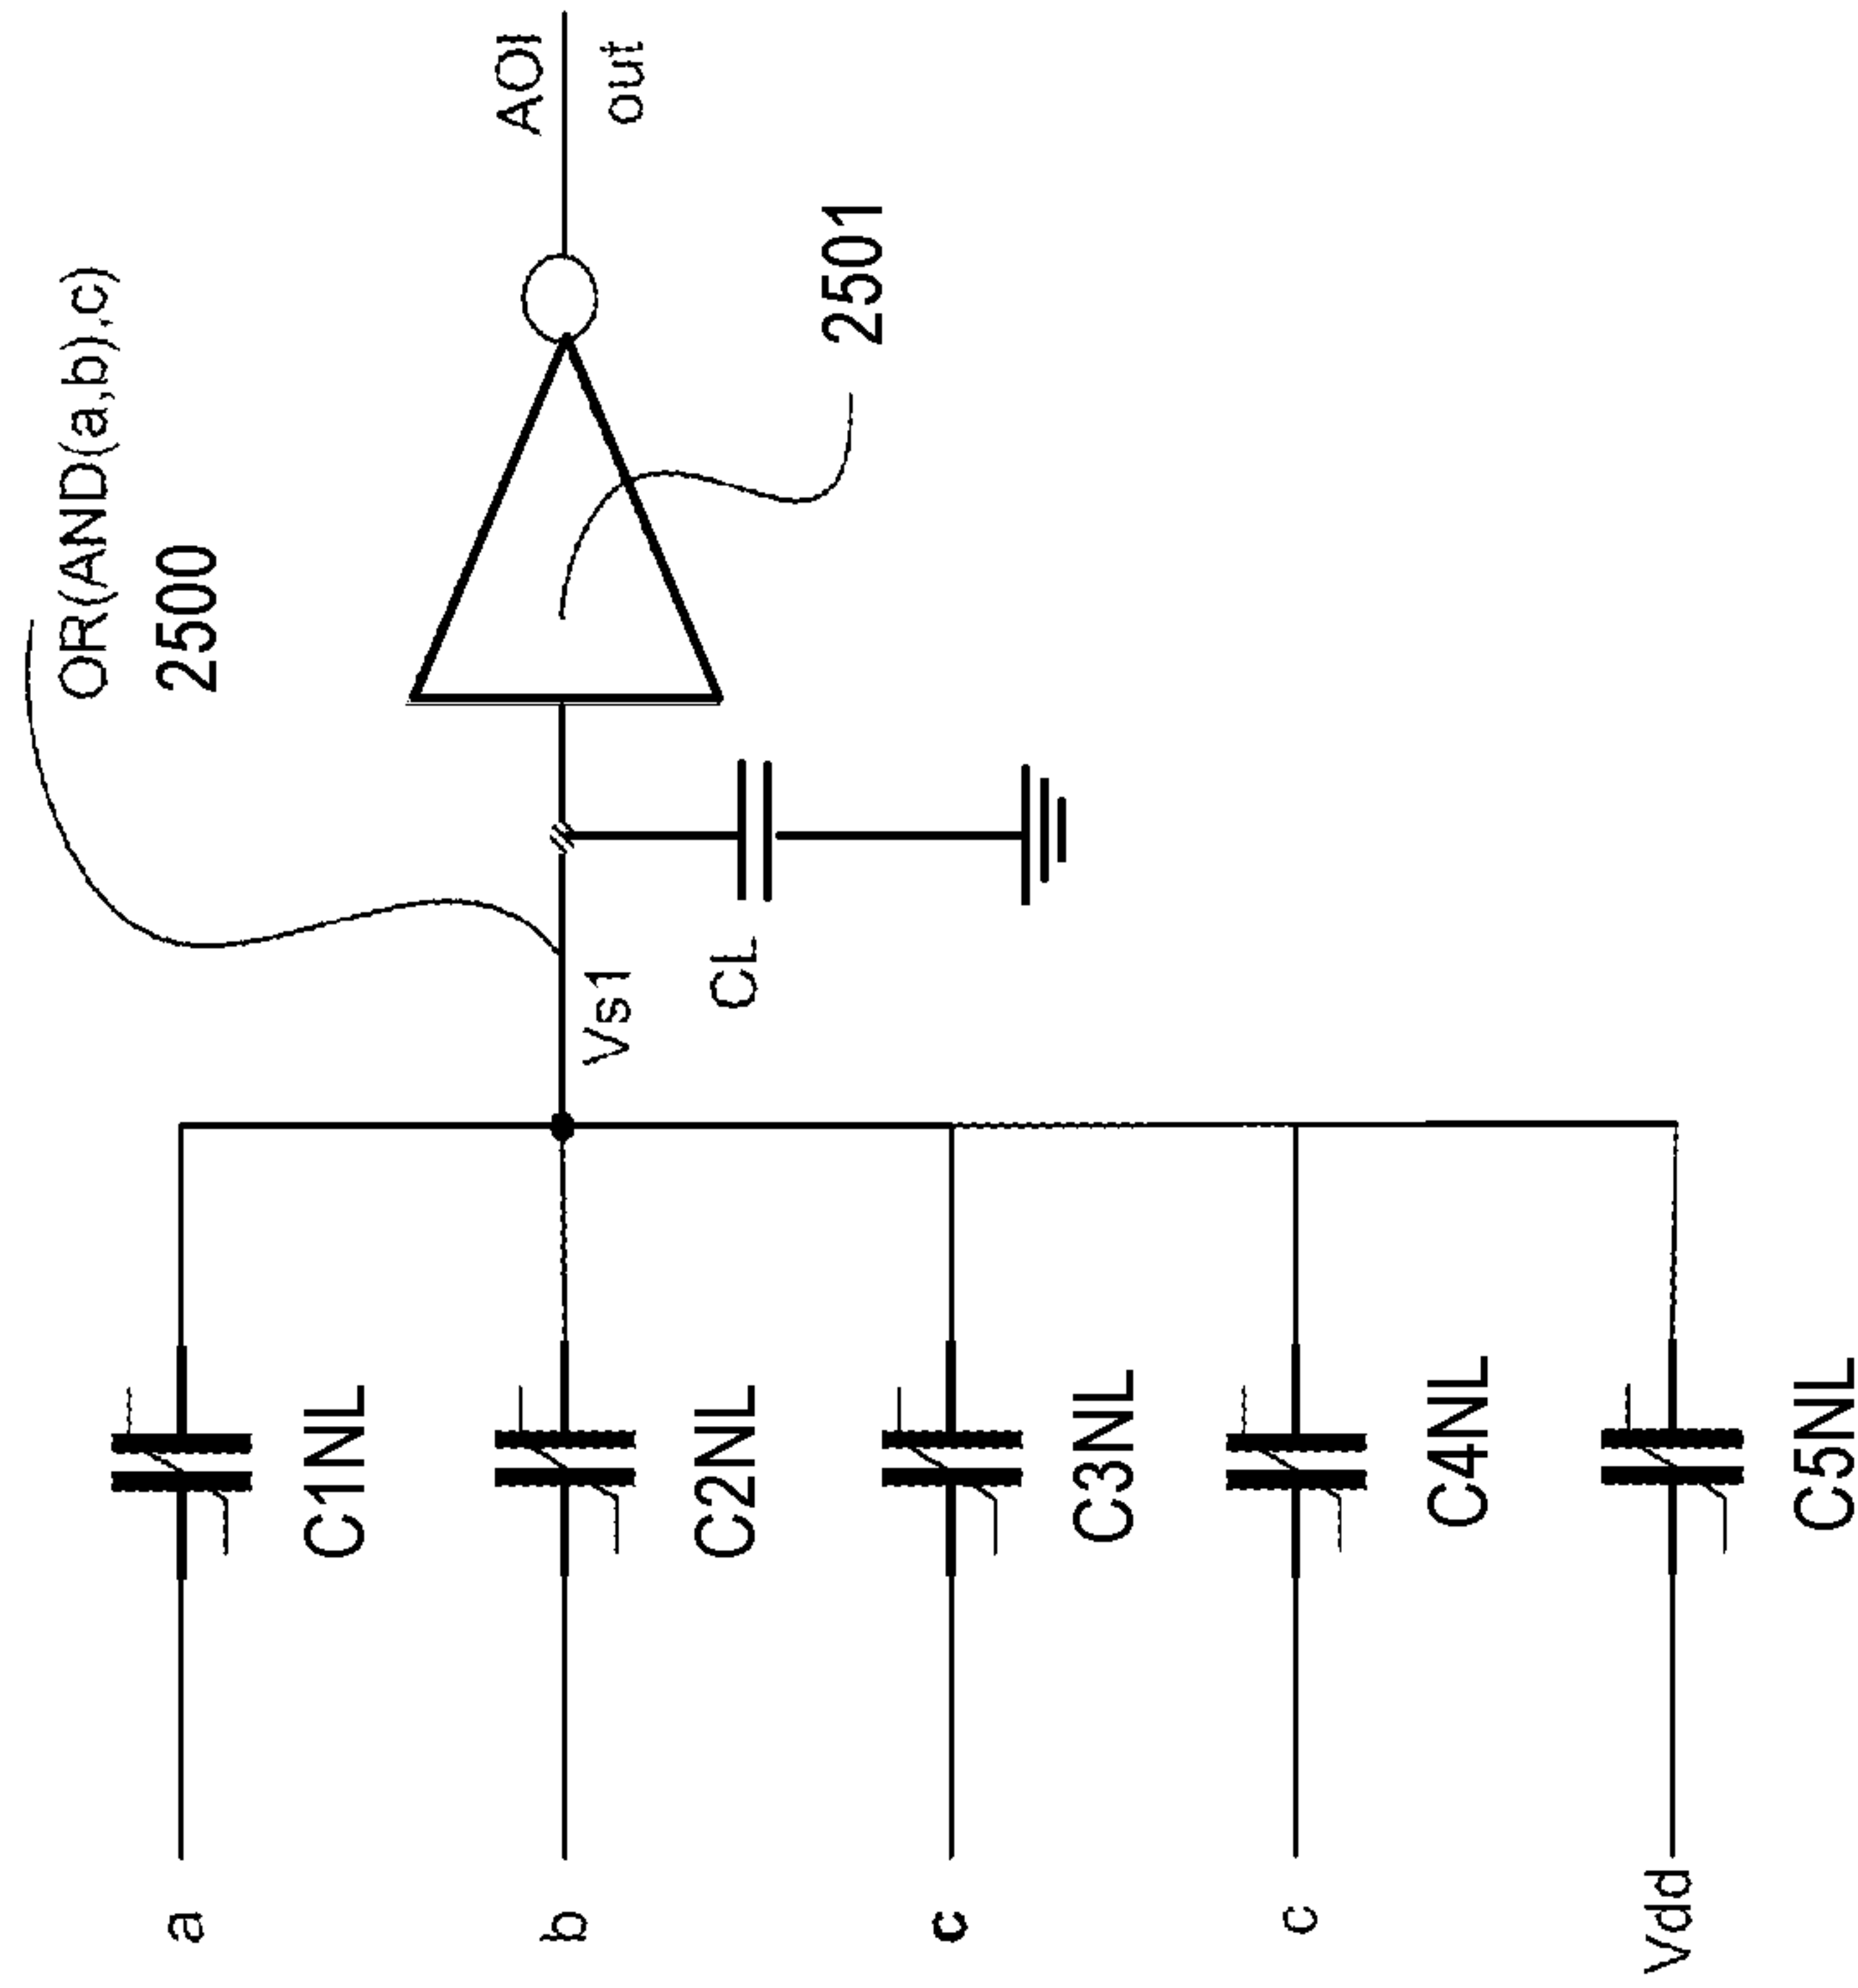 OR(AND(a,b),c)
2500
a
C1NL
AOI
out
b
Vs1
C2NL
CL
2501
c
C3NL
c
C4NL
Vdd
C5NL